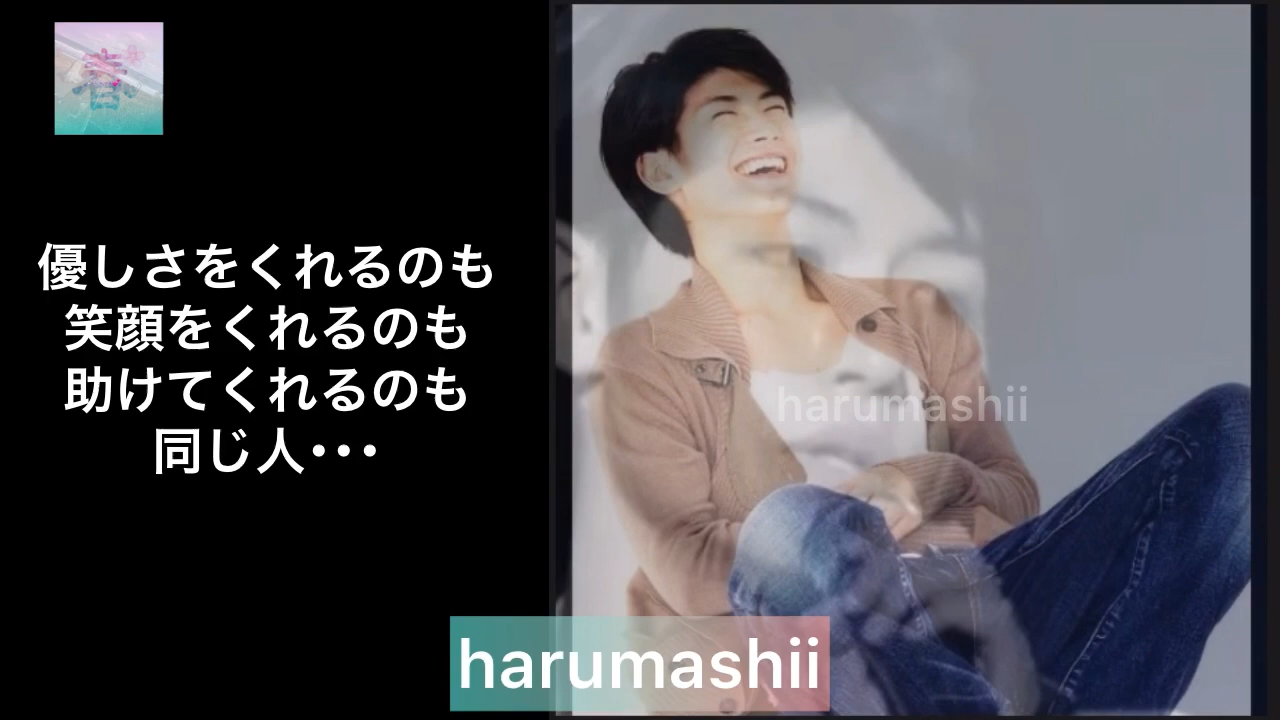 春
優しさをくれるのも
笑顔をくれるのも
助けてくれるのも
同じ人・・・
harumashii
harumashii